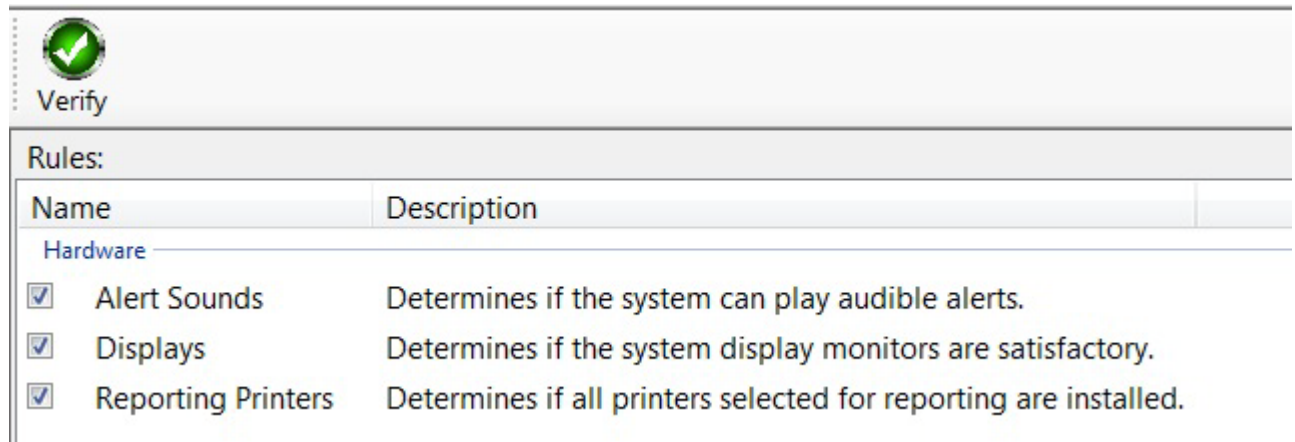 Verify
Rules:
Name Description
Hardware
Alert Sounds Determines if the system can play audible alerts.
Displays Determines if the system display monitors are satisfactory.
Reporting Printers Determines if all printers selected for reporting are installed.